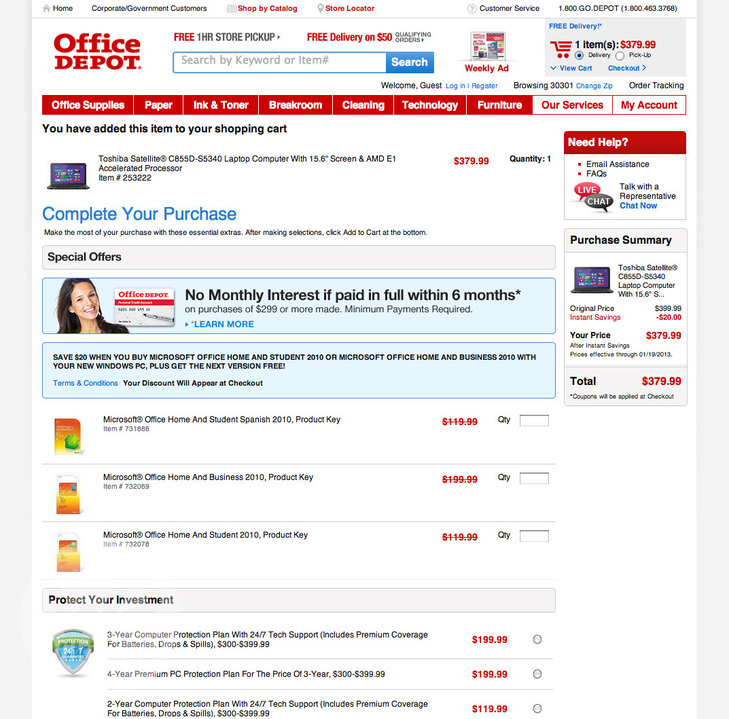 Home Corporate/Government Customers Shop by Catalog Store Locator Customer Service 1.800.GO.DEPOT (1.800.463.3768)
Office DEPOT.
FREE 1HR STORE PICKUP FREE Delivery on $50 QUALIFYING ORDERS
Search by Keyword or Item# Search
Weekly Ad
FREE Delivery!*
1 item(s): $379.99
Delivery Pick-Up
View Cart Checkout
Welcome, Guest Log in / Register Browsing 30301 Change Zip Order Tracking
Office Supplies Paper Ink & Toner Breakroom Cleaning Technology Furniture Our Services My Account
You have added this item to your shopping cart
Toshiba Satellite® C855D-S5340 Laptop Computer With 15.6" Screen & AMD E1 $379.99 Quantity: 1
Accelerated Processor
Item # 253222
Complete Your Purchase
Make the most of your purchase with these essential extras. After making selections, click Add to Cart at the bottom.
Special Offers
Office DEPOT
Personal Credit Account
No Monthly Interest if paid in full within 6 months*
on purchases of $299 or more made. Minimum Payments Required.
*LEARN MORE
SAVE $20 WHEN YOU BUY MICROSOFT OFFICE HOME AND STUDENT 2010 OR MICROSOFT OFFICE HOME AND BUSINESS 2010 WITH
YOUR NEW WINDOWS PC, PLUS GET THE NEXT VERSION FREE!
Terms & Conditions Your Discount Will Appear at Checkout
Microsoft® Office Home And Student Spanish 2010, Product Key $119.99 Qty
Item # 731886
Microsoft® Office Home And Business 2010, Product Key $199.99 Qty
Item # 732069
Microsoft® Office Home And Student 2010, Product Key $119.99 Qty
Item # 732078
Protect Your Investment
PROTECTION
24/7
3-Year Computer Protection Plan With 24/7 Tech Support (Includes Premium Coverage $199.99
For Batteries, Drops & Spills), $300-$399.99
4-Year Premium PC Protection Plan For The Price Of 3-Year, $300-$399.99 $199.99
2-Year Computer Protection Plan With 24/7 Tech Support (Includes Premium Coverage $119.99
For Batteries, Drops & Spills), $300-$399.99
Need Help?
Email Assistance
FAQs
LIVE CHAT
Talk with a
Representative
Chat Now
Purchase Summary
Toshiba Satellite®
C855D-S5340
Laptop Computer
With 15.6" S...
Original Price $399.99
Instant Savings -$20.00
Your Price $379.99
After Instant Savings
Prices effective through 01/19/2013.
Total $379.99
*Coupons will be applied at Checkout